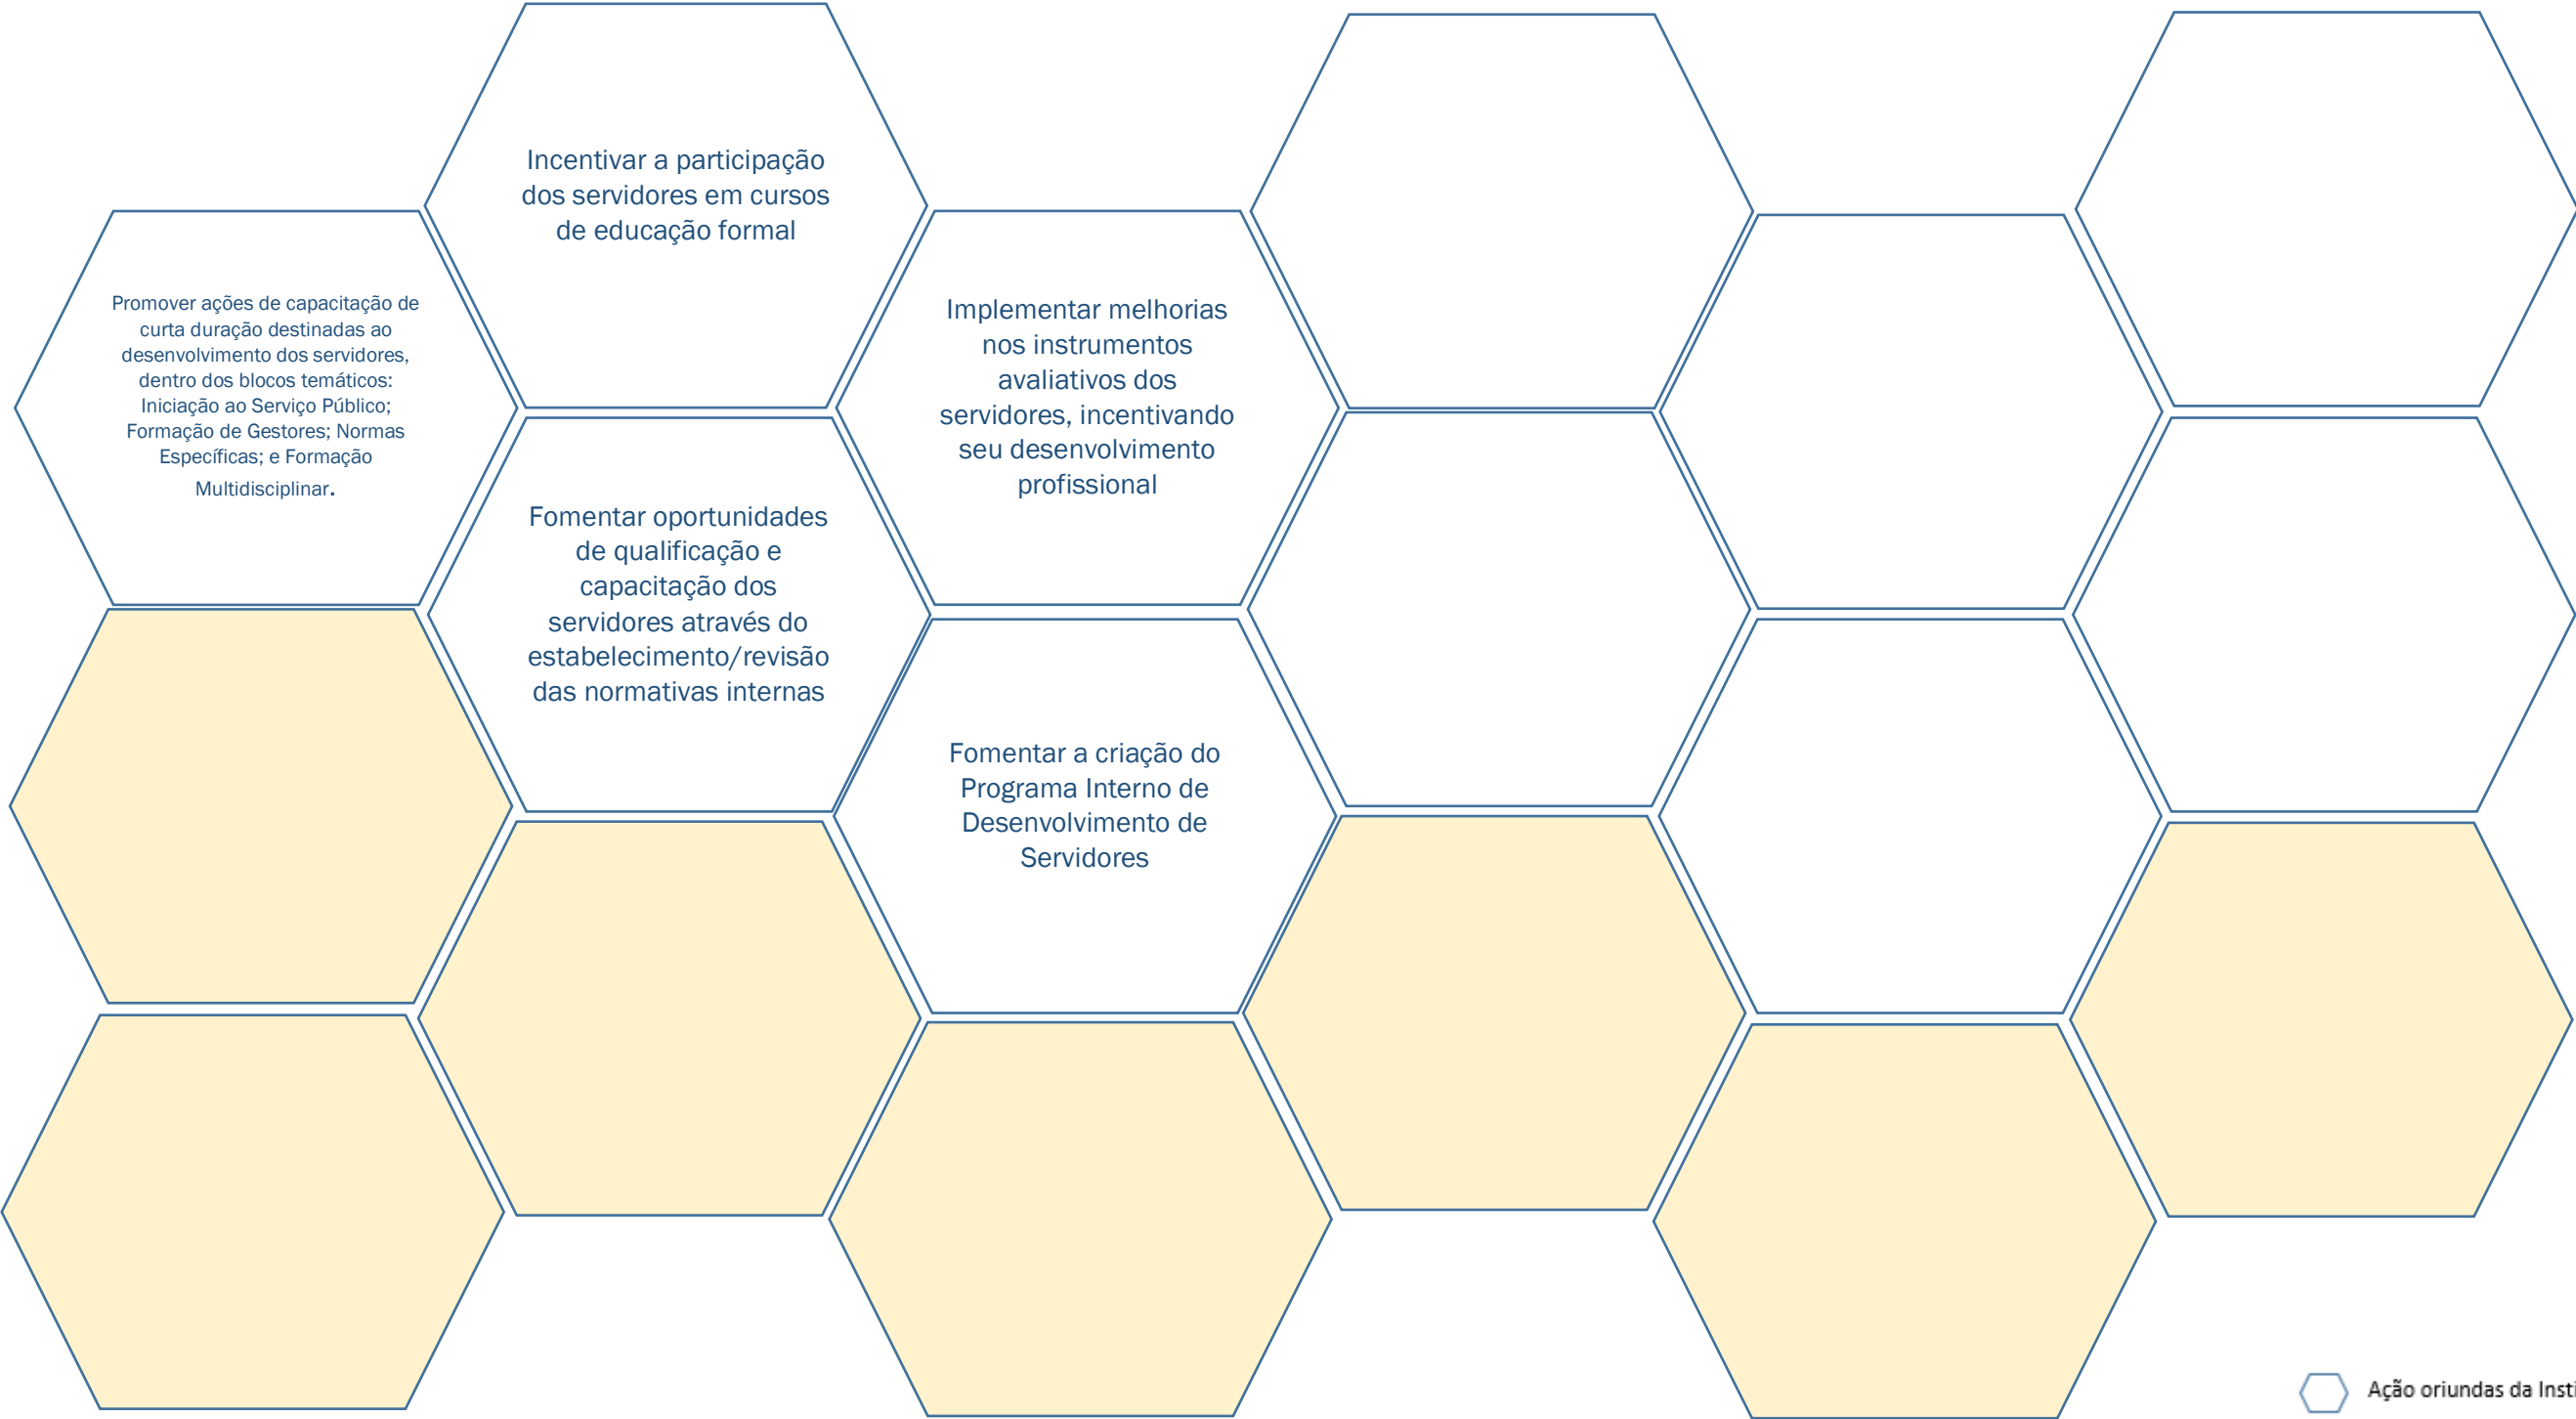 Incentivar a participação
dos servidores em cursos
de educação formal
Promover ações de capacitação de
curta duração destinadas ao
desenvolvimento dos servidores,
dentro dos blocos temáticos:
Iniciação ao Serviço Público;
Formação de Gestores; Normas
Específicas; e Formação
Multidisciplinar.
Implementar melhorias
nos instrumentos
avaliativos dos
servidores, incentivando
seu desenvolvimento
profissional
Fomentar oportunidades
de qualificação e
capacitação dos
servidores através do
estabelecimento/revisão
das normativas internas
Fomentar a criação do
Programa Interno de
Desenvolvimento de
Servidores
Ação oriundas da